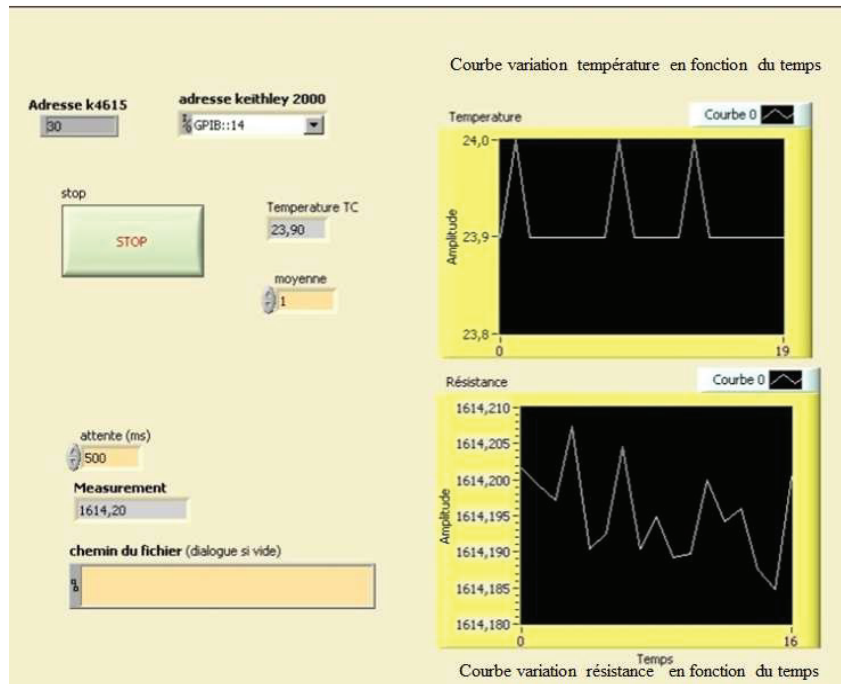 Courbe variation température en fonction du temps
Adresse k4615
30
adresse keithley 2000
GPIB::14
stop
STOP
Temperature TC
23,90
moyenne
1
Temperature
Courbe 0
24,0
23,9
23,8
Amplitude
0
19
attente (ms)
500
Measurement
1614,20
chemin du fichier (dialogue si vide)
Résistance
Courbe 0
1614,210
1614,205
1614,200
1614,195
1614,190
1614,185
1614,180
Amplitude
0
16
Temps
Courbe variation résistance en fonction du temps